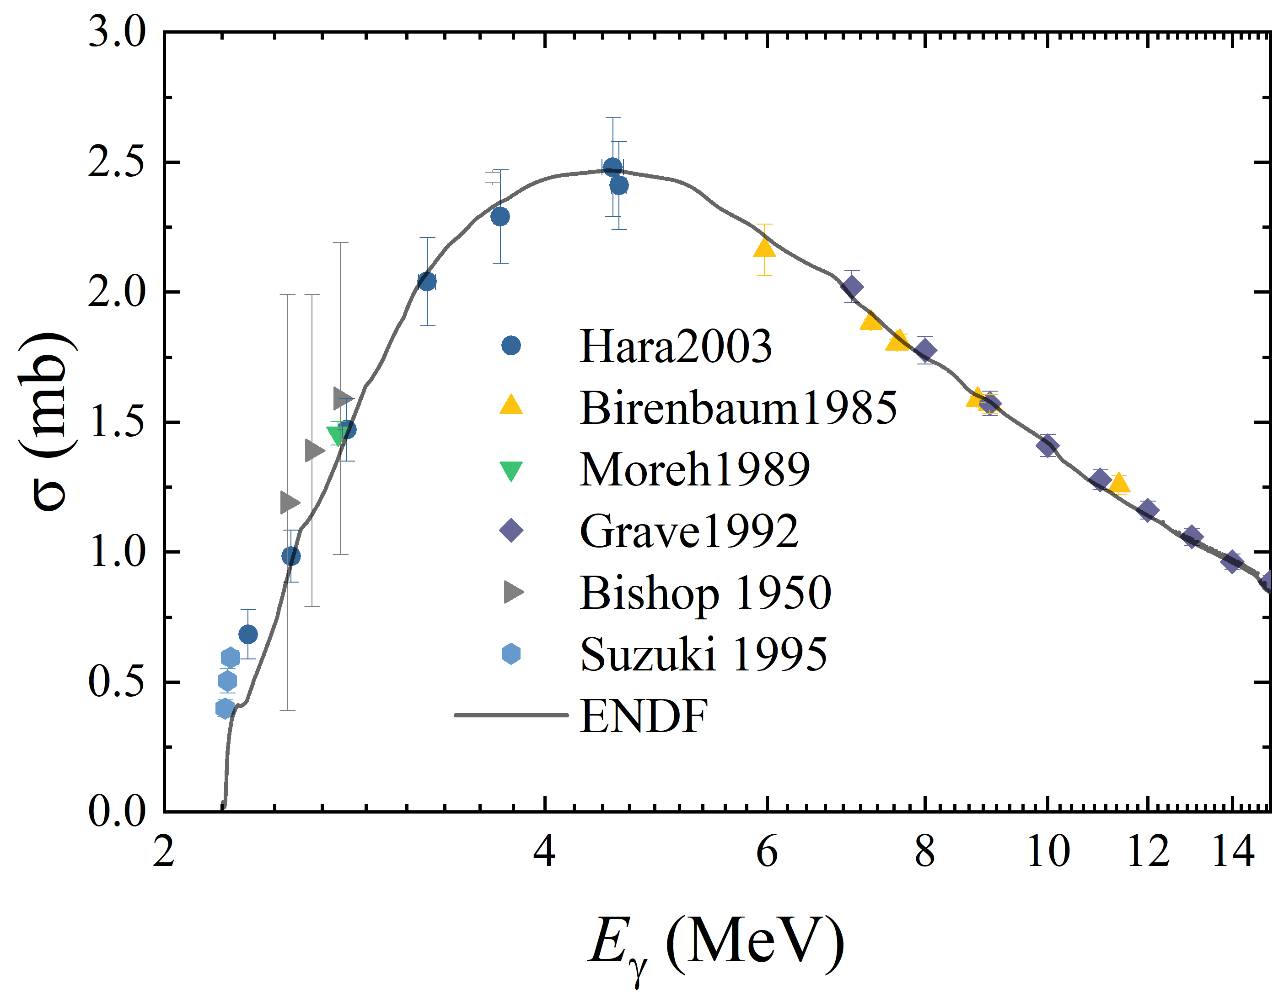 3.0
2.5
2.0
1.5
1.0
0.5
0.0
σ (mb)
Hara2003
Birenbaum1985
Moreh1989
Grave1992
Bishop 1950
Suzuki 1995
ENDF
2 4 6 8 10 12 14
Eγ (MeV)